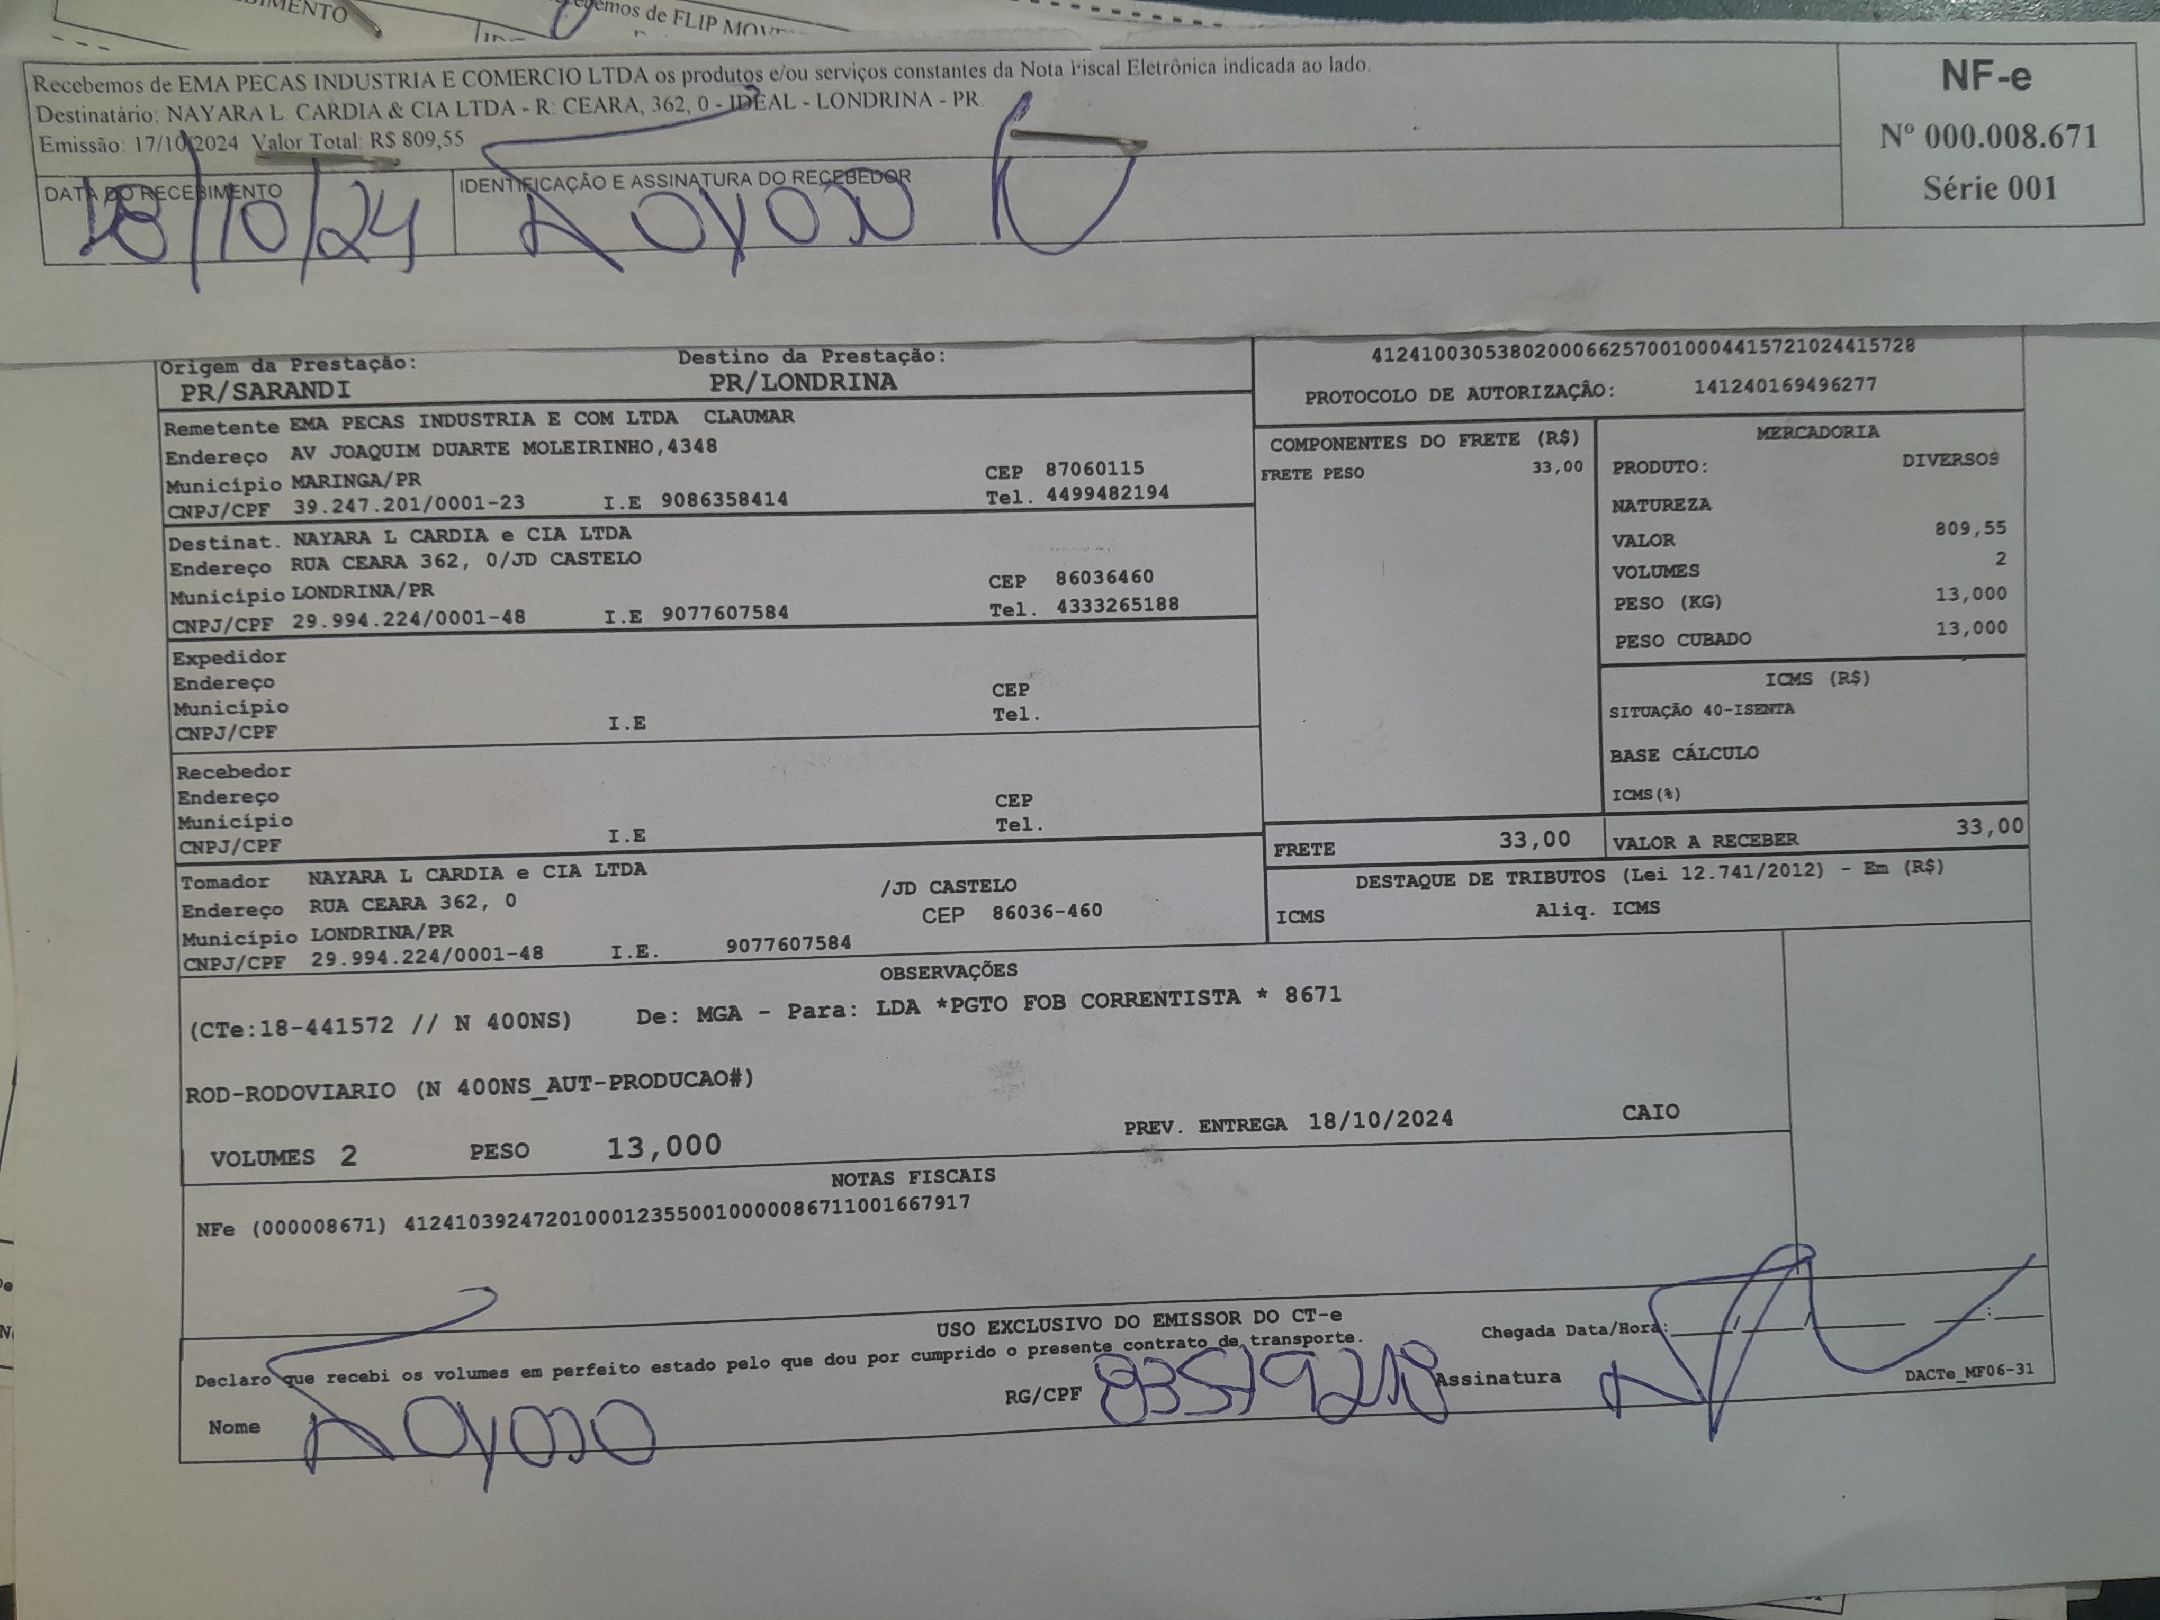 emos de FLIP
Recebemos de EMA PECAS INDUSTRIA E COMERCIO LTDA os produtos e/ou serviços constantes da Nota Fiscal Eletrônica indicada ao lado.
Destinatário: NAYARA L CARDIA & CIA LTDA - R: CEARA, 362, 0 - IDEAL - LONDRINA - PR
Emissão: 17/10/2024 Valor Total: R$ 809,55
DATA DO RECEBIMENTO
18/10/24
IDENTIFICAÇÃO E ASSINATURA DO RECEBEDOR
NF-e
Nº 000.008.671
Série 001
Origem da Prestação: Destino da Prestação:
PR/SARANDI PR/LONDRINA
Remetente EMA PECAS INDUSTRIA E COM LTDA CLAUMAR
Endereço AV JOAQUIM DUARTE MOLEIRINHO,4348
Município MARINGA/PR CEP 87060115
CNPJ/CPF 39.247.201/0001-23 I.E 9086358414 Tel. 4499482194
Destinat. NAYARA L CARDIA e CIA LTDA
Endereço RUA CEARA 362, 0/JD CASTELO
Município LONDRINA/PR CEP 86036460
CNPJ/CPF 29.994.224/0001-48 I.E 9077607584 Tel. 4333265188
Expedidor
Endereço
Município CEP
CNPJ/CPF I.E Tel.
Recebedor
Endereço
Município CEP
CNPJ/CPF I.E Tel.
Tomador NAYARA L CARDIA e CIA LTDA
Endereço RUA CEARA 362, 0 /JD CASTELO
Município LONDRINA/PR CEP 86036-460
CNPJ/CPF 29.994.224/0001-48 I.E. 9077607584
41241003053802000662570010004415721024415728
PROTOCOLO DE AUTORIZAÇÂO: 141240169496277
COMPONENTES DO FRETE (R$)
FRETE PESO 33,00
MERCADORIA
PRODUTO: DIVERSOS
NATUREZA
VALOR 809,55
VOLUMES 2
PESO (KG) 13,000
PESO CUBADO 13,000
ICMS (R$)
SITUAÇÃO 40-ISENTA
BASE CÁLCULO
ICMS(%)
FRETE 33,00 VALOR A RECEBER 33,00
DESTAQUE DE TRIBUTOS (Lei 12.741/2012) - Em (R$)
ICMS Aliq. ICMS
OBSERVAÇÕES
(CTe:18-441572 // N 400NS) De: MGA - Para: LDA *PGTO FOB CORRENTISTA * 8671
ROD-RODOVIARIO (N 400NS_AUT-PRODUCAO#)
VOLUMES 2 PESO 13,000 PREV. ENTREGA 18/10/2024 CAIO
NOTAS FISCAIS
NFe (000008671) 41241039247201000123550010000086711001667917
USO EXCLUSIVO DO EMISSOR DO CT-e
Declaro que recebi os volumes em perfeito estado pelo que dou por cumprido o presente contrato de transporte.
Chegada Data/Hora: / / :
Nome RG/CPF Assinatura
DACTe_MF06-31